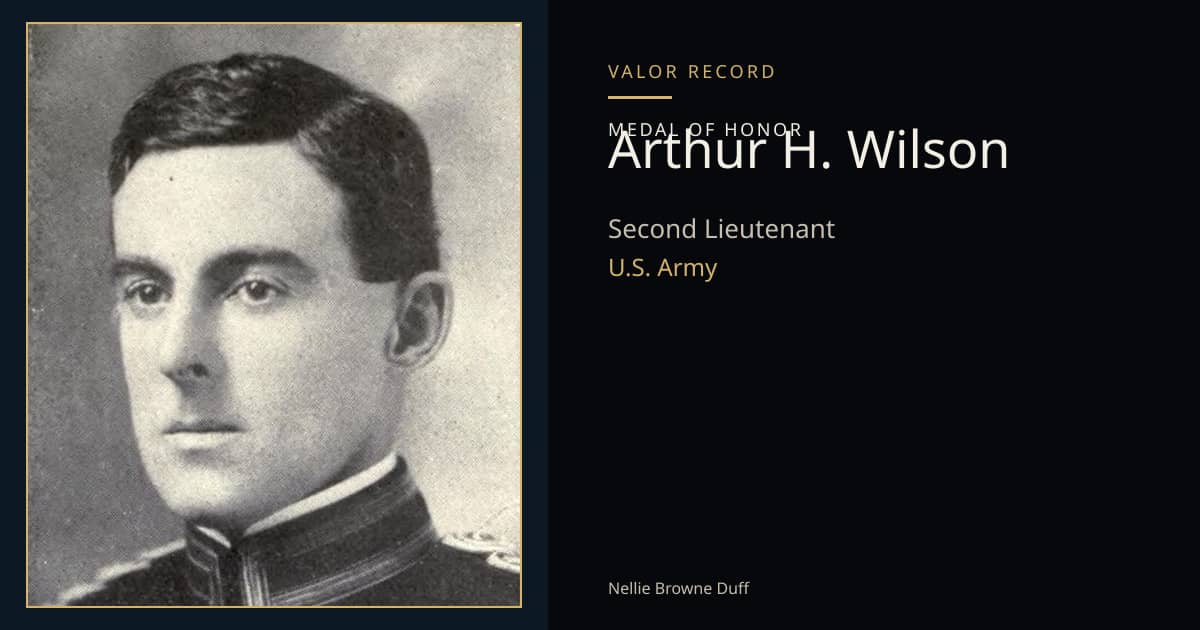 VALOR RECORD
MEDAL OF HONOR
Arthur H. Wilson
Second Lieutenant
U.S. Army
Nellie Browne Duff